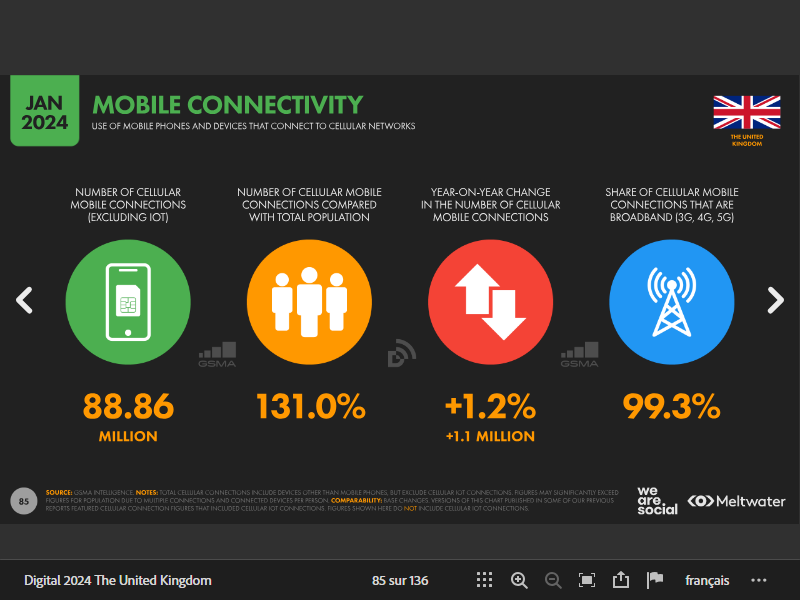 JAN
2024
MOBILE CONNECTIVITY
USE OF MOBILE PHONES AND DEVICES THAT CONNECT TO CELLULAR NETWORKS
THE UNITED
KINGDOM
NUMBER OF CELLULAR
MOBILE CONNECTIONS
(EXCLUDING IOT)
NUMBER OF CELLULAR MOBILE
CONNECTIONS COMPARED
WITH TOTAL POPULATION
YEAR-ON-YEAR CHANGE
IN THE NUMBER OF CELLULAR
MOBILE CONNECTIONS
SHARE OF CELLULAR MOBILE
CONNECTIONS THAT ARE
BROADBAND (3G, 4G, 5G)
GSMA
GSMA
88.86
MILLION
131.0%
+1.2%
+1.1 MILLION
99.3%
85
SOURCE: GSMA INTELLIGENCE. NOTES: TOTAL CELLULAR CONNECTIONS INCLUDE DEVICES OTHER THAN MOBILE PHONES, BUT EXCLUDE CELLULAR IOT CONNECTIONS. FIGURES MAY SIGNIFICANTLY EXCEED
FIGURES FOR POPULATION DUE TO MULTIPLE CONNECTIONS AND CONNECTED DEVICES PER PERSON. COMPARABILITY: BASE CHANGES. VERSIONS OF THIS CHART PUBLISHED IN SOME OF OUR PREVIOUS
REPORTS FEATURED CELLULAR CONNECTION FIGURES THAT INCLUDED CELLULAR IOT CONNECTIONS. FIGURES SHOWN HERE DO NOT INCLUDE CELLULAR IOT CONNECTIONS.
we
are.
social
Meltwater
Digital 2024 The United Kingdom
85 sur 136
français